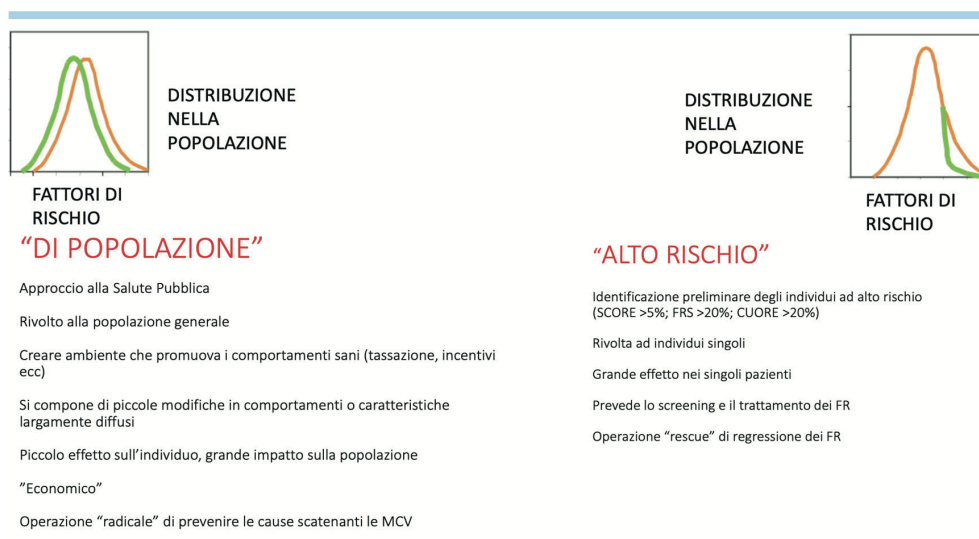 DISTRIBUZIONE
NELLA
POPOLAZIONE
FATTORI DI
RISCHIO
“DI POPOLAZIONE”
Approccio alla Salute Pubblica
Rivolto alla popolazione generale
Creare ambiente che promuova i comportamenti sani (tassazione, incentivi
ecc)
Si compone di piccole modifiche in comportamenti o caratteristiche
largamente diffusi
Piccolo effetto sull’individuo, grande impatto sulla popolazione
”Economico”
Operazione “radicale” di prevenire le cause scatenanti le MCV
DISTRIBUZIONE
NELLA
POPOLAZIONE
FATTORI DI
RISCHIO
“ALTO RISCHIO”
Identificazione preliminare degli individui ad alto rischio
(SCORE >5%; FRS >20%; CUORE >20%)
Rivolta ad individui singoli
Grande effetto nei singoli pazienti
Prevede lo screening e il trattamento dei FR
Operazione “rescue” di regressione dei FR